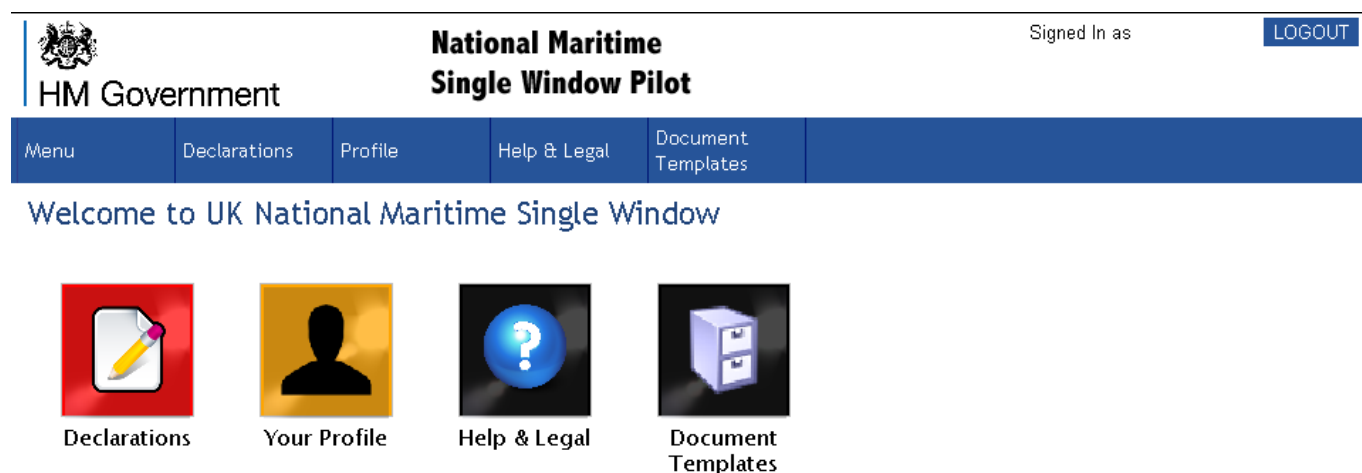 HM Government
National Maritime
Single Window Pilot
Signed In as
LOGOUT
Menu
Declarations
Profile
Help & Legal
Document
Templates
Welcome to UK National Maritime Single Window
?
Declarations
Your Profile
Help & Legal
Document
Templates